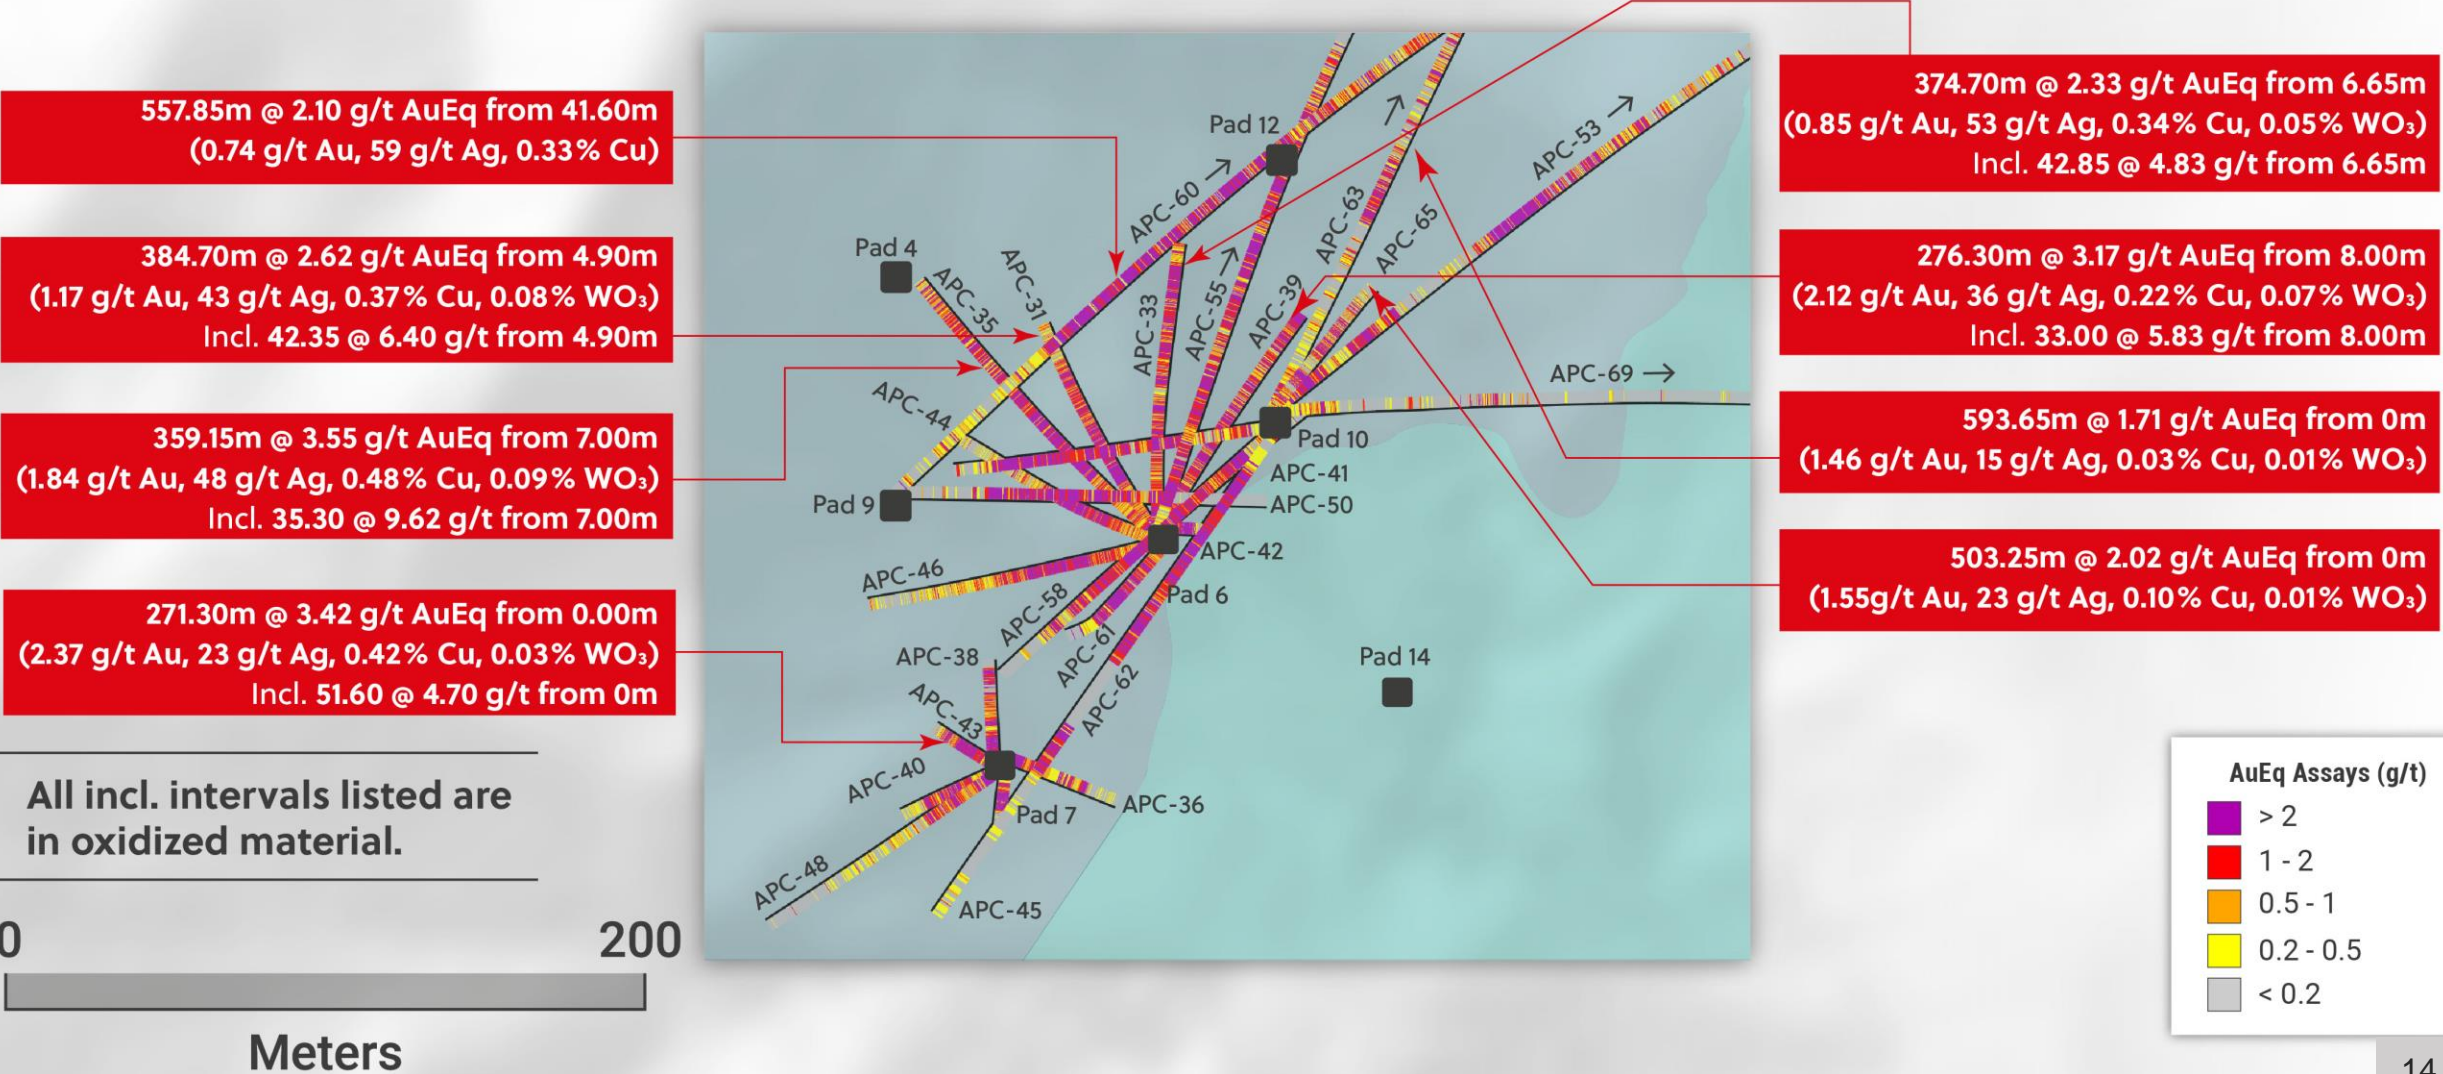 557.85m @ 2.10 g/t AuEq from 41.60m
(0.74 g/t Au, 59 g/t Ag, 0.33% Cu)
384.70m @ 2.62 g/t AuEq from 4.90m
(1.17 g/t Au, 43 g/t Ag, 0.37% Cu, 0.08% WO₃)
Incl. 42.35 @ 6.40 g/t from 4.90m
359.15m @ 3.55 g/t AuEq from 7.00m
(1.84 g/t Au, 48 g/t Ag, 0.48% Cu, 0.09% WO₃)
Incl. 35.30 @ 9.62 g/t from 7.00m
271.30m @ 3.42 g/t AuEq from 0.00m
(2.37 g/t Au, 23 g/t Ag, 0.42% Cu, 0.03% WO₃)
Incl. 51.60 @ 4.70 g/t from 0m
All incl. intervals listed are
in oxidized material.
0
200
Meters
Pad 12
APC-60
APC-53
APC-63
APC-65
Pad 4
APC-35
APC-31
APC-33
APC-55
APC-39
APC-69
APC-44
Pad 10
APC-41
Pad 9
APC-50
APC-42
APC-46
APC-58
Pad 6
APC-61
APC-38
APC-62
Pad 14
APC-43
APC-40
APC-36
Pad 7
APC-48
APC-45
374.70m @ 2.33 g/t AuEq from 6.65m
(0.85 g/t Au, 53 g/t Ag, 0.34% Cu, 0.05% WO₃)
Incl. 42.85 @ 4.83 g/t from 6.65m
276.30m @ 3.17 g/t AuEq from 8.00m
(2.12 g/t Au, 36 g/t Ag, 0.22% Cu, 0.07% WO₃)
Incl. 33.00 @ 5.83 g/t from 8.00m
593.65m @ 1.71 g/t AuEq from 0m
(1.46 g/t Au, 15 g/t Ag, 0.03% Cu, 0.01% WO₃)
503.25m @ 2.02 g/t AuEq from 0m
(1.55g/t Au, 23 g/t Ag, 0.10% Cu, 0.01% WO₃)
AuEq Assays (g/t)
> 2
1 - 2
0.5 - 1
0.2 - 0.5
< 0.2
14